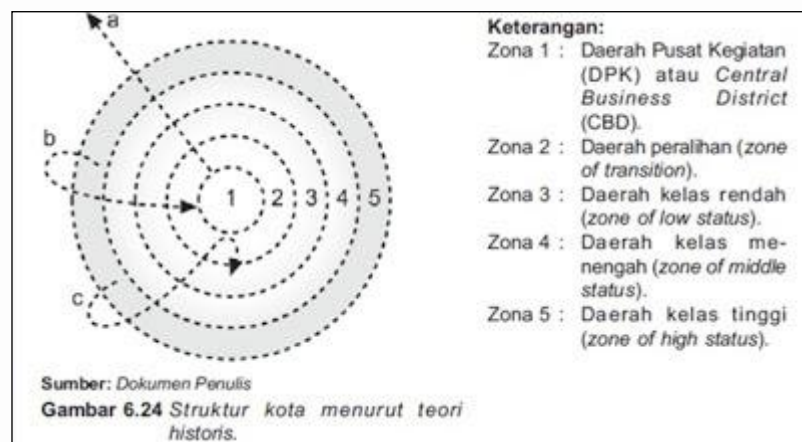 a
b
c
1 2 3 4 5
Sumber: Dokumen Penulis
Gambar 6.24 Struktur kota menurut teori
historis.
Keterangan:
Zona 1 : Daerah Pusat Kegiatan
(DPK) atau Central
Business District
(CBD).
Zona 2 : Daerah peralihan (zone
of transition).
Zona 3 : Daerah kelas rendah
(zone of low status).
Zona 4 : Daerah kelas me-
nengah (zone of middle
status).
Zona 5 : Daerah kelas tinggi
(zone of high status).